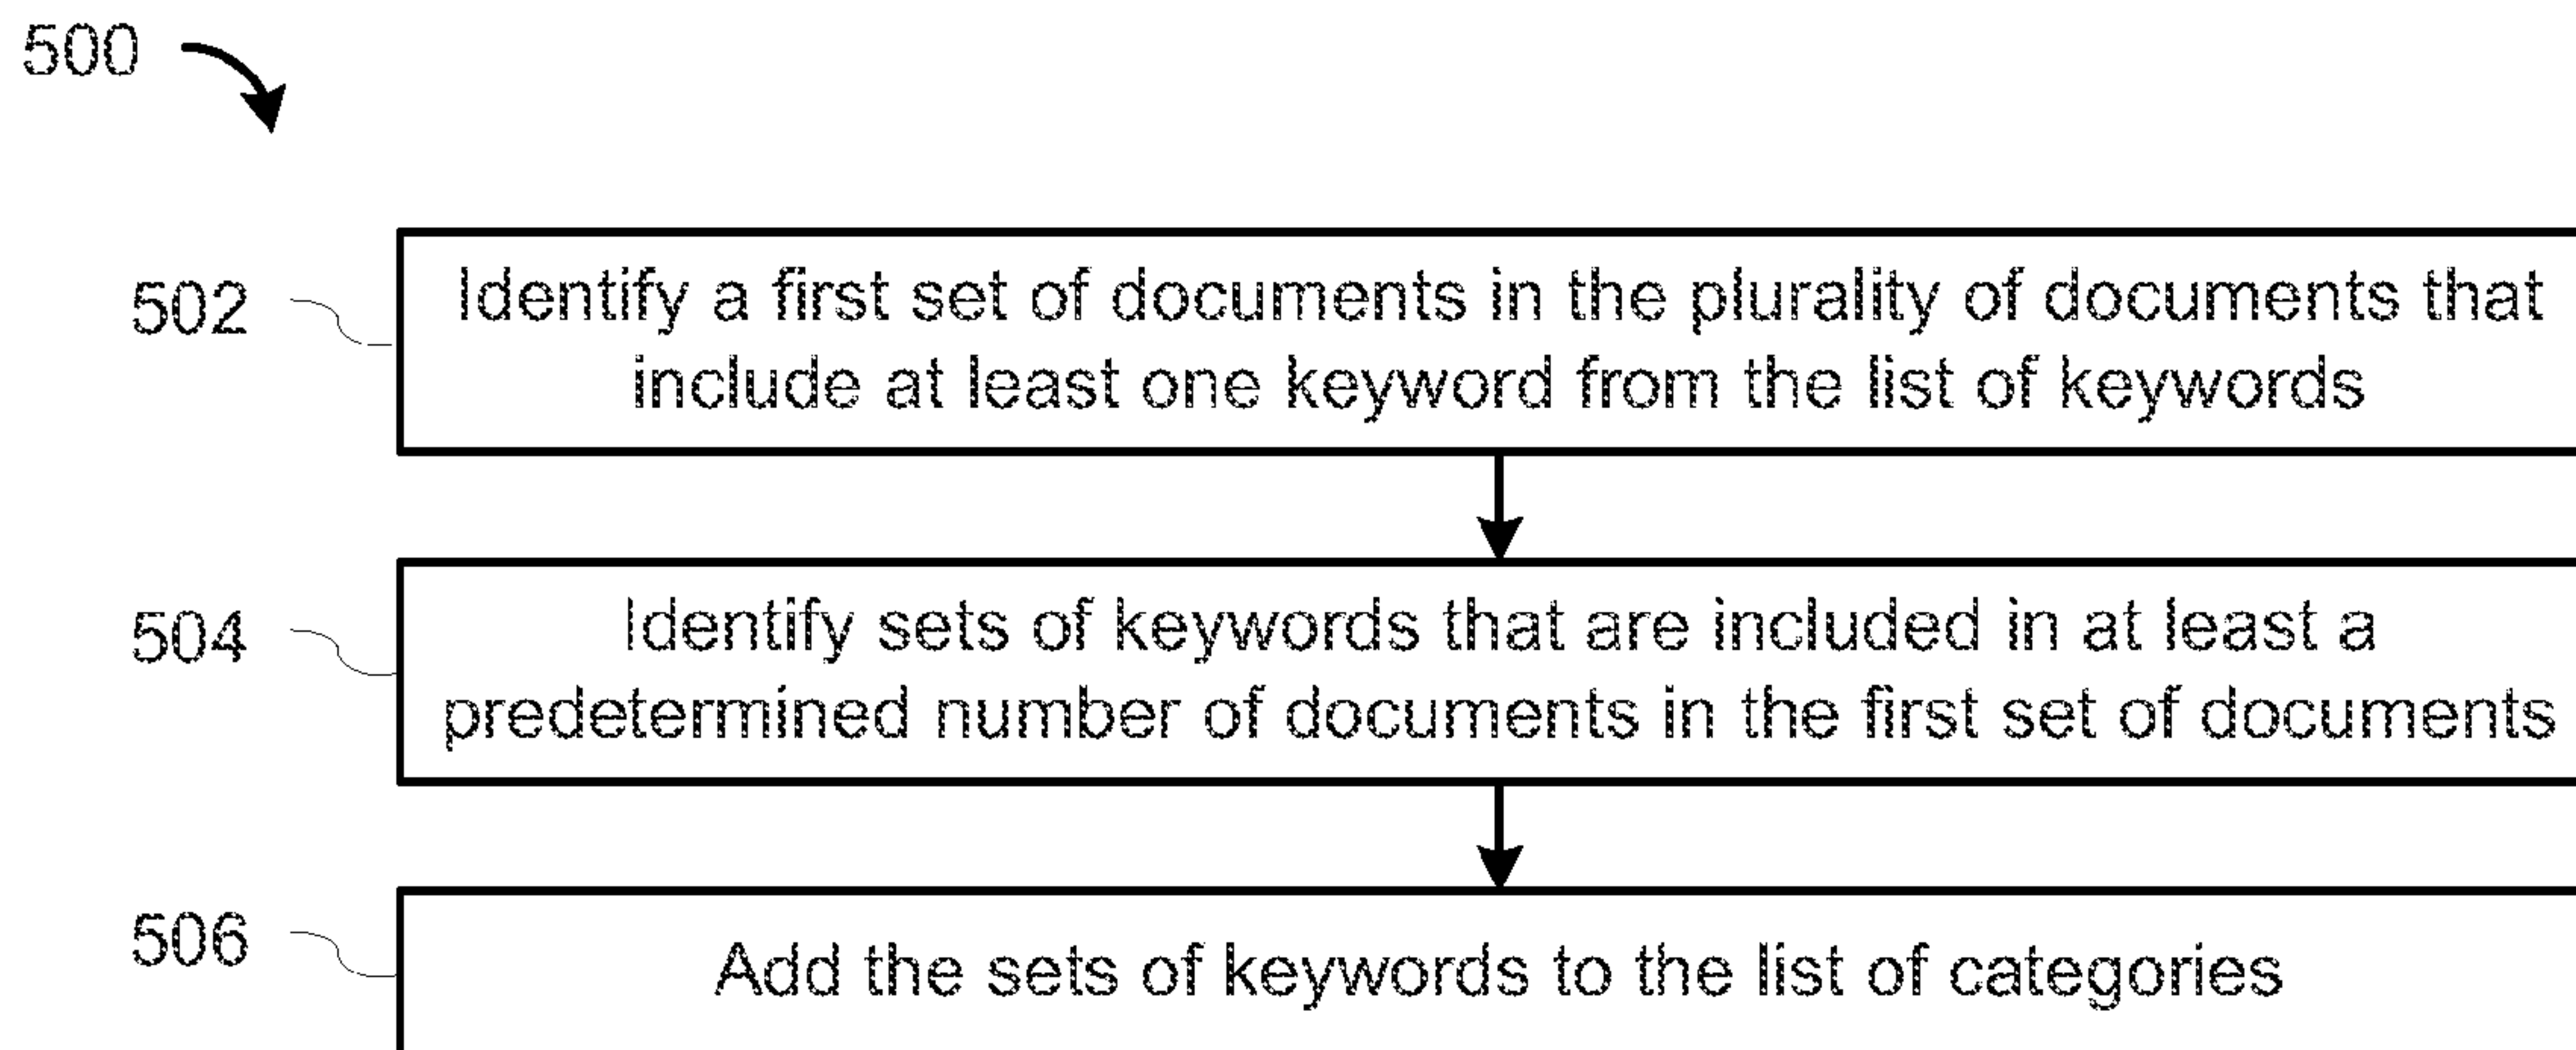 500
502
Identify a first set of documents in the plurality of documents that
include at least one keyword from the list of keywords
504
Identify sets of keywords that are included in at least a
predetermined number of documents in the first set of documents
506
Add the sets of keywords to the list of categories